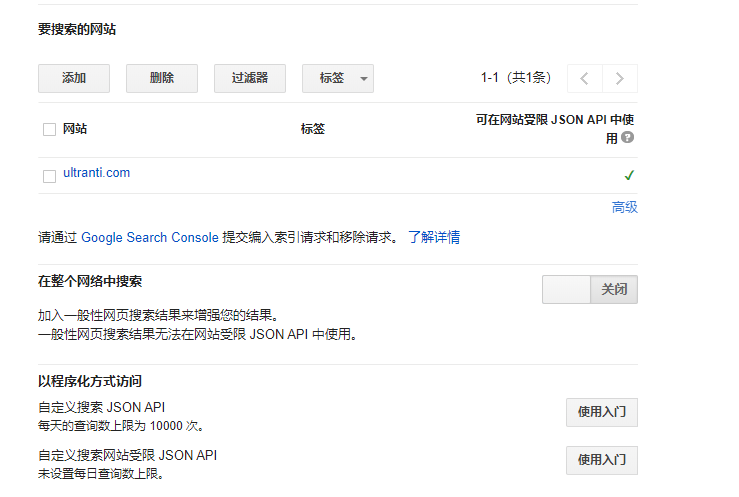 要搜索的网站
添加 删除 过滤器 标签 1-1（共1条）
网站 标签 可在网站受限 JSON API 中使
用
ultranti.com
高级
请通过 Google Search Console 提交编入索引请求和移除请求。 了解详情
在整个网络中搜索
关闭
加入一般性网页搜索结果来增强您的结果。
一般性网页搜索结果无法在网站受限 JSON API 中使用。
以程序化方式访问
自定义搜索 JSON API
每天的查询数上限为 10000 次。
使用入门
自定义搜索网站受限 JSON API
未设置每日查询数上限。
使用入门